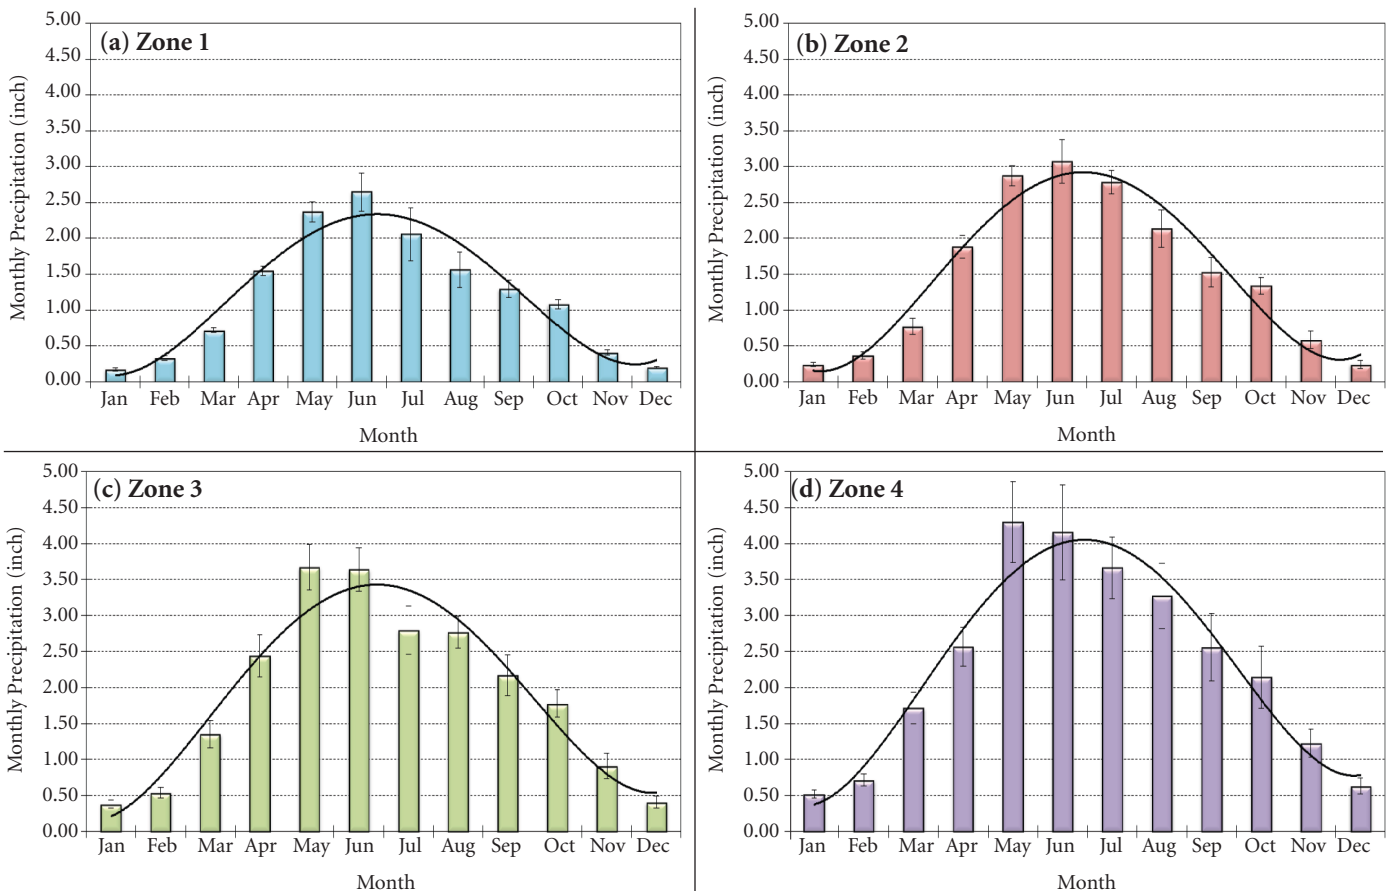 (a) Zone 1
Monthly Precipitation (inch)
5.00
4.50
4.00
3.50
3.00
2.50
2.00
1.50
1.00
0.50
0.00
Jan Feb Mar Apr May Jun Jul Aug Sep Oct Nov Dec
Month
(b) Zone 2
Monthly Precipitation (inch)
5.00
4.50
4.00
3.50
3.00
2.50
2.00
1.50
1.00
0.50
0.00
Jan Feb Mar Apr May Jun Jul Aug Sep Oct Nov Dec
Month
(c) Zone 3
Monthly Precipitation (inch)
5.00
4.50
4.00
3.50
3.00
2.50
2.00
1.50
1.00
0.50
0.00
Jan Feb Mar Apr May Jun Jul Aug Sep Oct Nov Dec
Month
(d) Zone 4
Monthly Precipitation (inch)
5.00
4.50
4.00
3.50
3.00
2.50
2.00
1.50
1.00
0.50
0.00
Jan Feb Mar Apr May Jun Jul Aug Sep Oct Nov Dec
Month